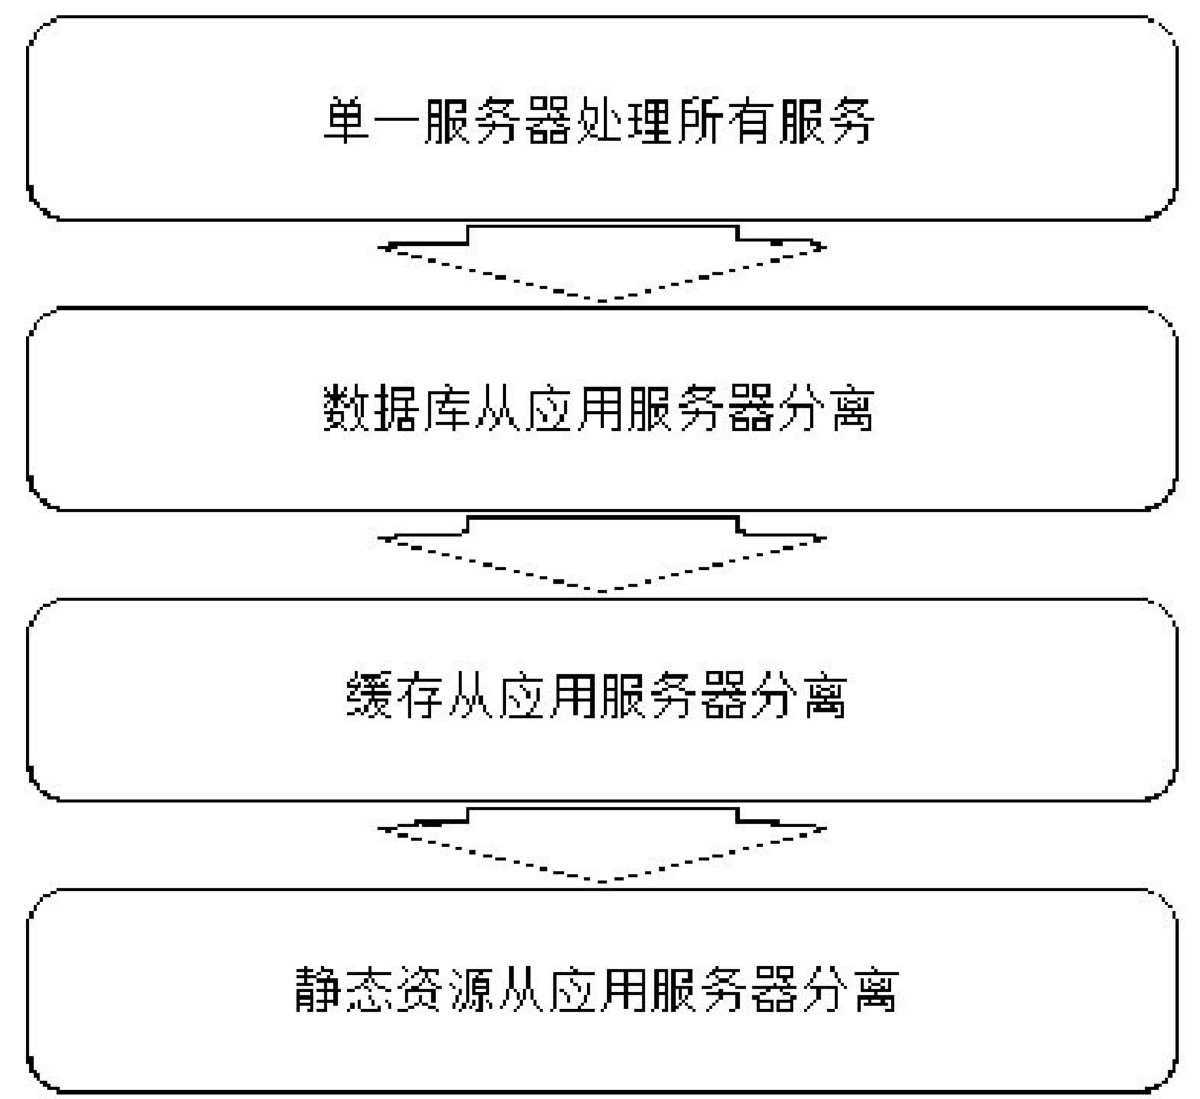 单一服务器处理所有服务
数据库从应用服务器分离
缓存从应用服务器分离
静态资源从应用服务器分离